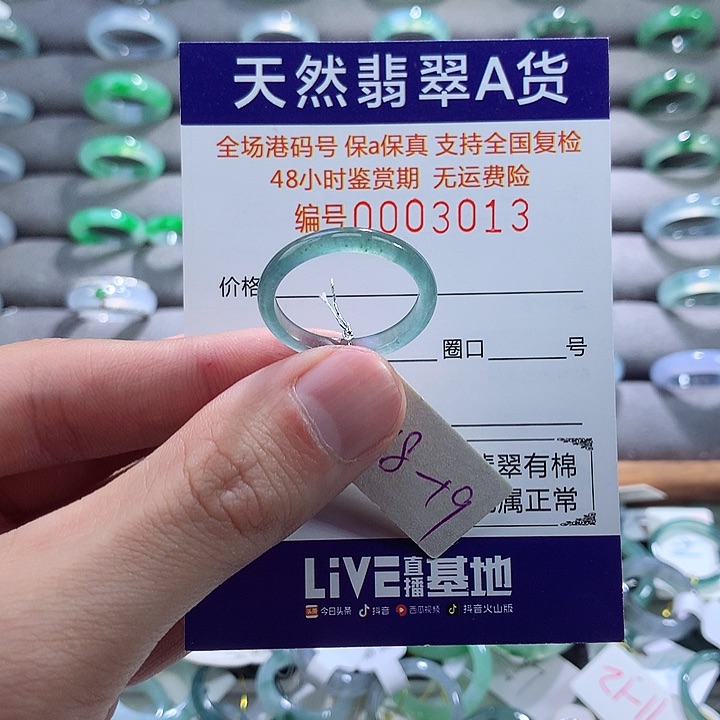 天然翡翠A货
全场港码号 保a保真 支持全国复检
48小时鉴赏期 无运费险
编号0003013
价格
圈口 号
翡翠有棉
属正常
LiVE直播基地
头条 今日头条 抖音 西瓜视频 抖音火山版